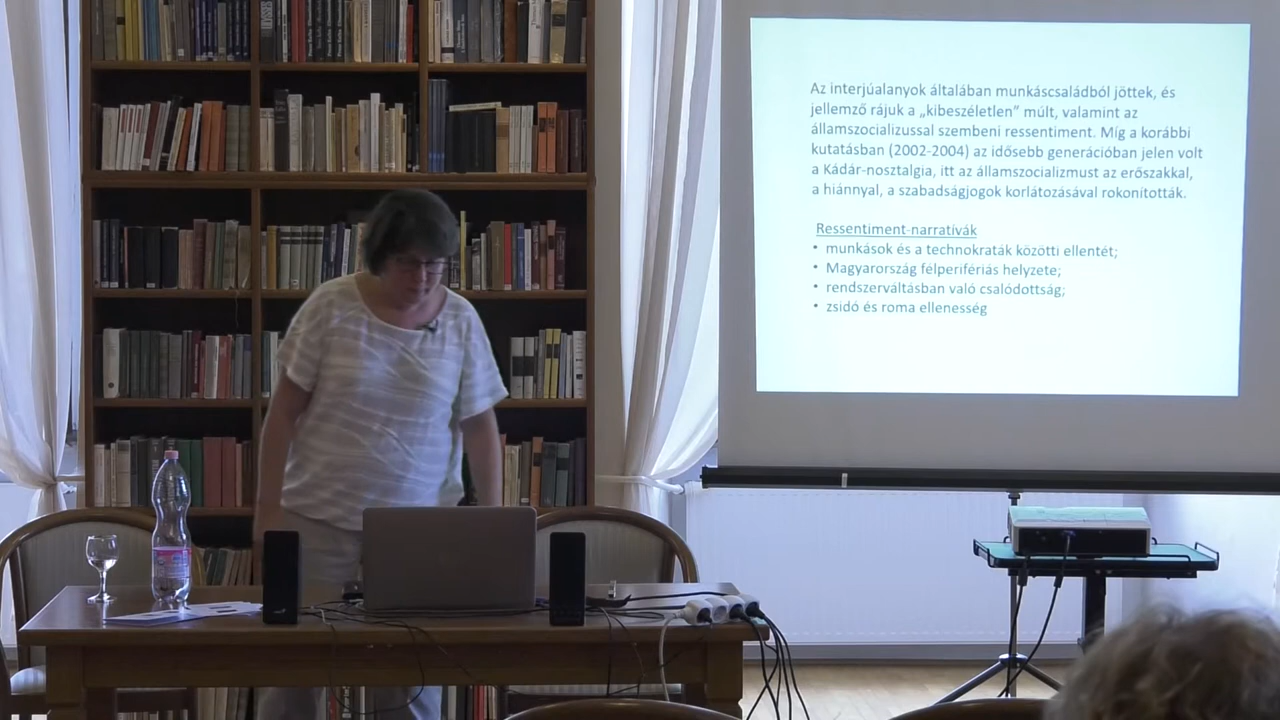 Az interjúalanyok általában munkáscsaládból jöttek, és
jellemző rájuk a „kibeszéletlen” múlt, valamint az
államszocializussal szembeni ressentiment. Míg a korábbi
kutatásban (2002-2004) az idősebb generációban jelen volt
a Kádár-nosztalgia, itt az államszocializmust az erőszakkal,
a hiánnyal, a szabadságjogok korlátozásával rokonították.
Ressentiment-narratívák
• munkások és a technokraták közötti ellentét;
• Magyarország félperifériás helyzete;
• rendszerváltásban való csalódottság;
• zsidó és roma ellenesség